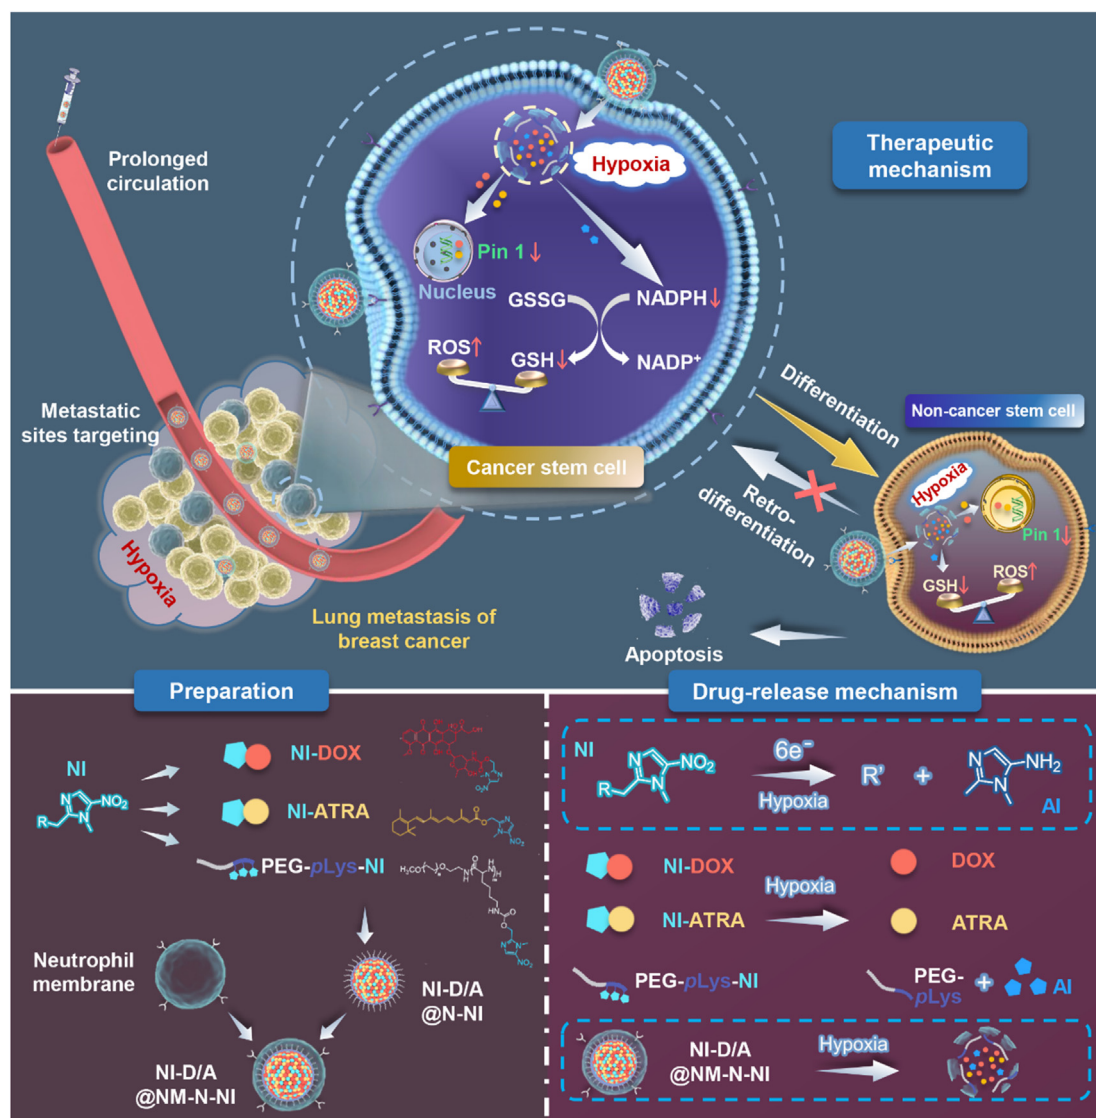 Prolonged
circulation
Therapeutic
mechanism
Hypoxia
Pin 1↓
Nucleus
GSSG
NADPH↓
ROS↑
GSH↓
NADP⁺
Metastatic
sites targeting
Cancer stem cell
Differentiation
Non-cancer stem cell
Retro-
differentiation
Hypoxia
Pin 1↓
GSH↓
ROS↑
Hypoxia
Lung metastasis of
breast cancer
Apoptosis
Preparation
NI
R
N
N
NO₂
NI-DOX
NI-ATRA
PEG-pLys-NI
Neutrophil
membrane
NI-D/A
@N-NI
NI-D/A
@NM-N-NI
Drug-release mechanism
NI
R
N
N
NO₂
6e⁻
Hypoxia
R'
+
N
N
NH₂
AI
NI-DOX
DOX
Hypoxia
NI-ATRA
ATRA
PEG-pLys-NI
PEG-
pLys
+
AI
NI-D/A
@NM-N-NI
Hypoxia